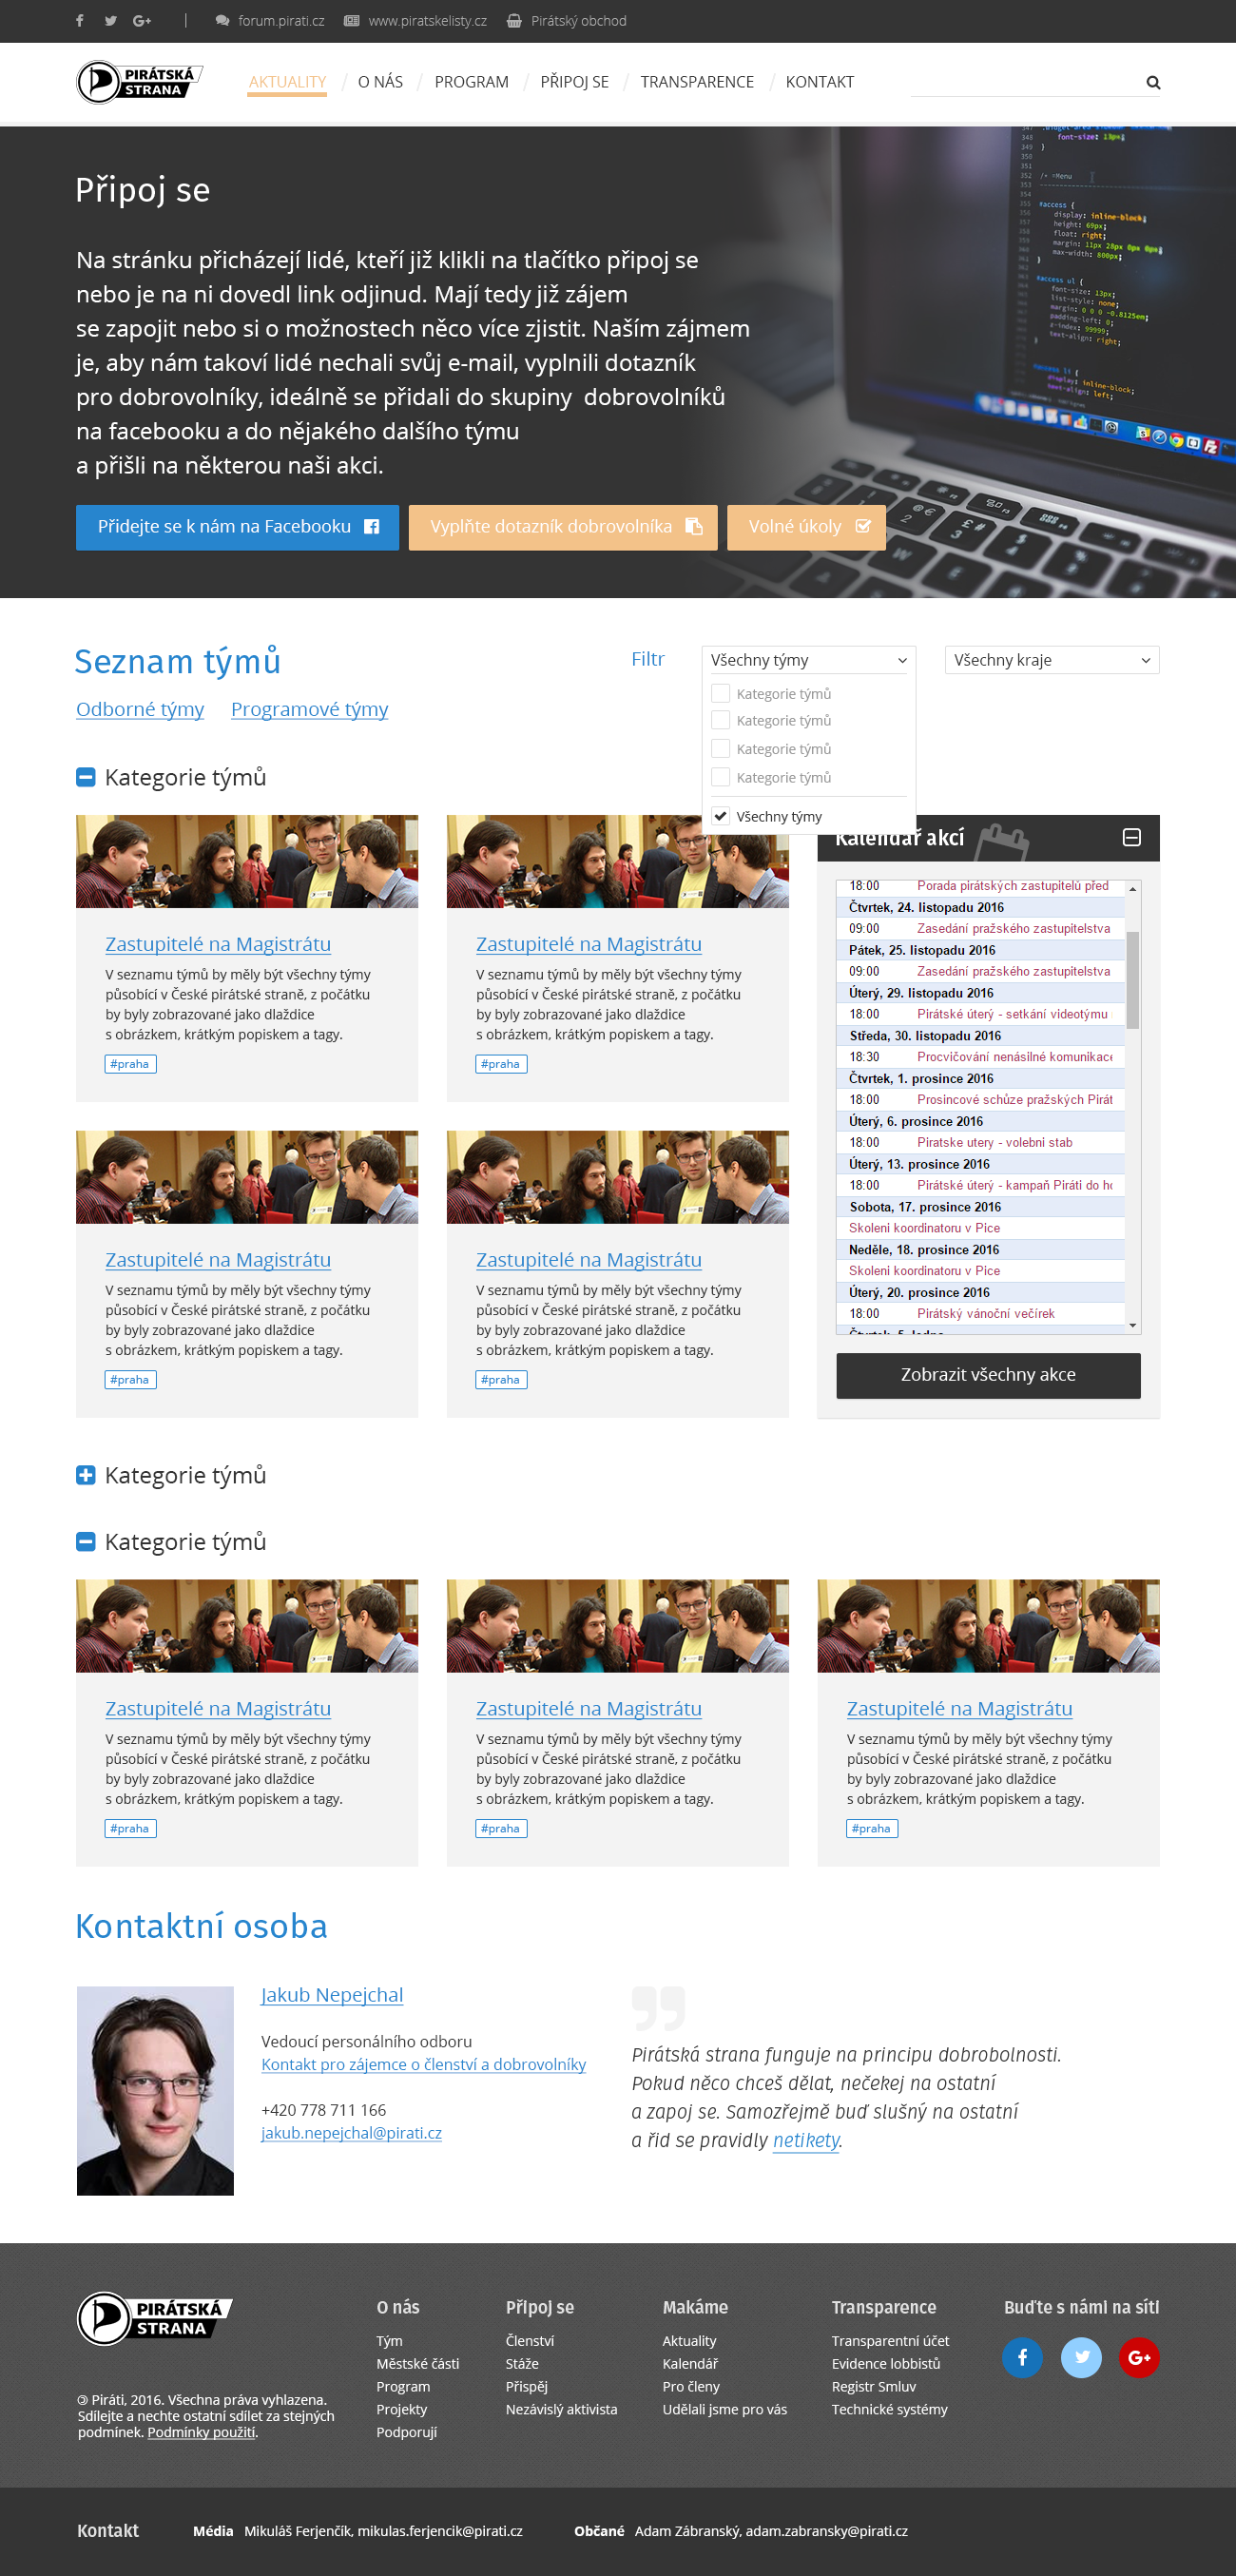 forum.pirati.cz www.piratskelisty.cz Pirátský obchod
PIRÁTSKÁ
STRANA
AKTUALITY / O NÁS / PROGRAM / PŘIPOJ SE / TRANSPARENCE / KONTAKT
Připoj se
Na stránku přicházejí lidé, kteří již klikli na tlačítko připoj se
nebo je na ni dovedl link odjinud. Mají tedy již zájem
se zapojit nebo si o možnostech něco více zjistit. Naším zájmem
je, aby nám takoví lidé nechali svůj e-mail, vyplnili dotazník
pro dobrovolníky, ideálně se přidali do skupiny dobrovolníků
na facebooku a do nějakého dalšího týmu
a přišli na některou naši akci.
Přidejte se k nám na Facebooku
Vyplňte dotazník dobrovolníka
Volné úkoly
Seznam týmů
Odborné týmy Programové týmy
Filtr
Všechny týmy
Kategorie týmů
Kategorie týmů
Kategorie týmů
Kategorie týmů
Všechny týmy
Všechny kraje
Kategorie týmů
Zastupitelé na Magistrátu
V seznamu týmů by měly být všechny týmy
působící v České pirátské straně, z počátku
by byly zobrazované jako dlaždice
s obrázkem, krátkým popiskem a tagy.
#praha
Zastupitelé na Magistrátu
V seznamu týmů by měly být všechny týmy
působící v České pirátské straně, z počátku
by byly zobrazované jako dlaždice
s obrázkem, krátkým popiskem a tagy.
#praha
Zastupitelé na Magistrátu
V seznamu týmů by měly být všechny týmy
působící v České pirátské straně, z počátku
by byly zobrazované jako dlaždice
s obrázkem, krátkým popiskem a tagy.
#praha
Zastupitelé na Magistrátu
V seznamu týmů by měly být všechny týmy
působící v České pirátské straně, z počátku
by byly zobrazované jako dlaždice
s obrázkem, krátkým popiskem a tagy.
#praha
Kalendář akcí
18:00 Porada pirátských zastupitelů před
Čtvrtek, 24. listopadu 2016
09:00 Zasedání pražského zastupitelstva
Pátek, 25. listopadu 2016
09:00 Zasedání pražského zastupitelstva
Úterý, 29. listopadu 2016
18:00 Pirátské úterý - setkání videotýmu
Středa, 30. listopadu 2016
18:30 Procvičování nenásilné komunikace
Čtvrtek, 1. prosince 2016
18:00 Prosincové schůze pražských Pirát
Úterý, 6. prosince 2016
18:00 Piratske utery - volebni stab
Úterý, 13. prosince 2016
18:00 Pirátské úterý - kampaň Piráti do ho
Sobota, 17. prosince 2016
Skoleni koordinatoru v Pice
Neděle, 18. prosince 2016
Skoleni koordinatoru v Pice
Úterý, 20. prosince 2016
18:00 Pirátský vánoční večírek
Čtvrtek, 5. ledna
Zobrazit všechny akce
Kategorie týmů
Kategorie týmů
Zastupitelé na Magistrátu
V seznamu týmů by měly být všechny týmy
působící v České pirátské straně, z počátku
by byly zobrazované jako dlaždice
s obrázkem, krátkým popiskem a tagy.
#praha
Zastupitelé na Magistrátu
V seznamu týmů by měly být všechny týmy
působící v České pirátské straně, z počátku
by byly zobrazované jako dlaždice
s obrázkem, krátkým popiskem a tagy.
#praha
Zastupitelé na Magistrátu
V seznamu týmů by měly být všechny týmy
působící v České pirátské straně, z počátku
by byly zobrazované jako dlaždice
s obrázkem, krátkým popiskem a tagy.
#praha
Kontaktní osoba
Jakub Nepejchal
Vedoucí personálního odboru
Kontakt pro zájemce o členství a dobrovolníky
+420 778 711 166
jakub.nepejchal@pirati.cz
Pirátská strana funguje na principu dobrobolnosti.
Pokud něco chceš dělat, nečekej na ostatní
a zapoj se. Samozřejmě buď slušný na ostatní
a řid se pravidly netikety.
PIRÁTSKÁ
STRANA
Piráti, 2016. Všechna práva vyhlazena.
Sdílejte a nechte ostatní sdílet za stejných
podmínek. Podmínky použití.
O nás
Tým
Městské části
Program
Projekty
Podporují
Připoj se
Členství
Stáže
Přispěj
Nezávislý aktivista
Makáme
Aktuality
Kalendář
Pro členy
Udělali jsme pro vás
Transparence
Transparentní účet
Evidence lobbistů
Registr Smluv
Technické systémy
Buďte s námi na síti
Kontakt Média Mikuláš Ferjenčík, mikulas.ferjencik@pirati.cz Občané Adam Zábranský, adam.zabransky@pirati.cz